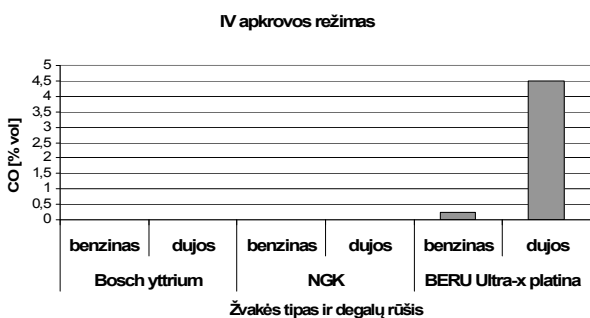 IV apkrovos režimas
CO [% vol]
5
4,5
4
3,5
3
2,5
2
1,5
1
0,5
0
benzinas dujos benzinas dujos benzinas dujos
Bosch yttrium NGK BERU Ultra-x platina
Žvakės tipas ir degalų rūšis